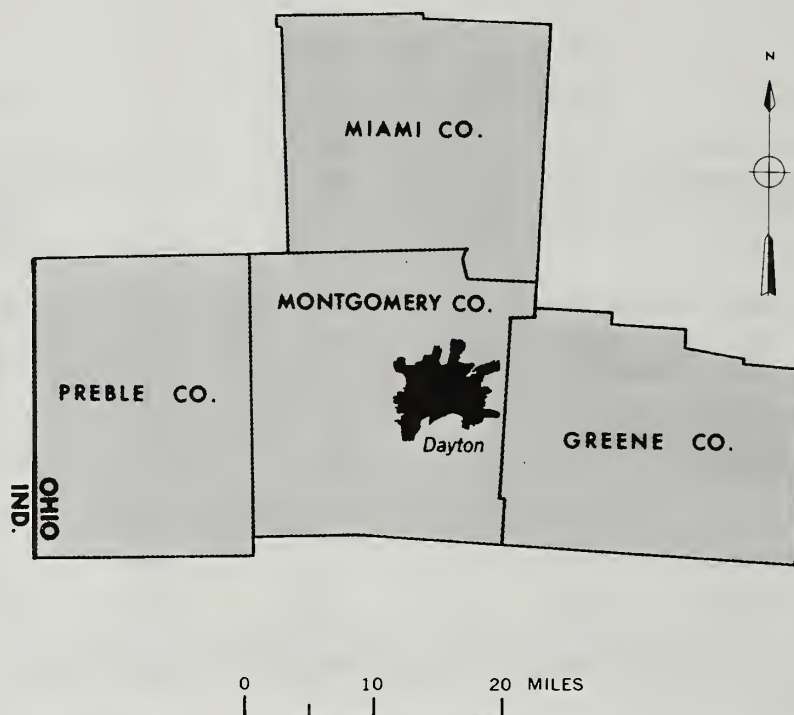 N
MIAMI CO.
MONTGOMERY CO.
PREBLE CO.
Dayton
GREENE CO.
OHIO
IND.
0 10 20 MILES